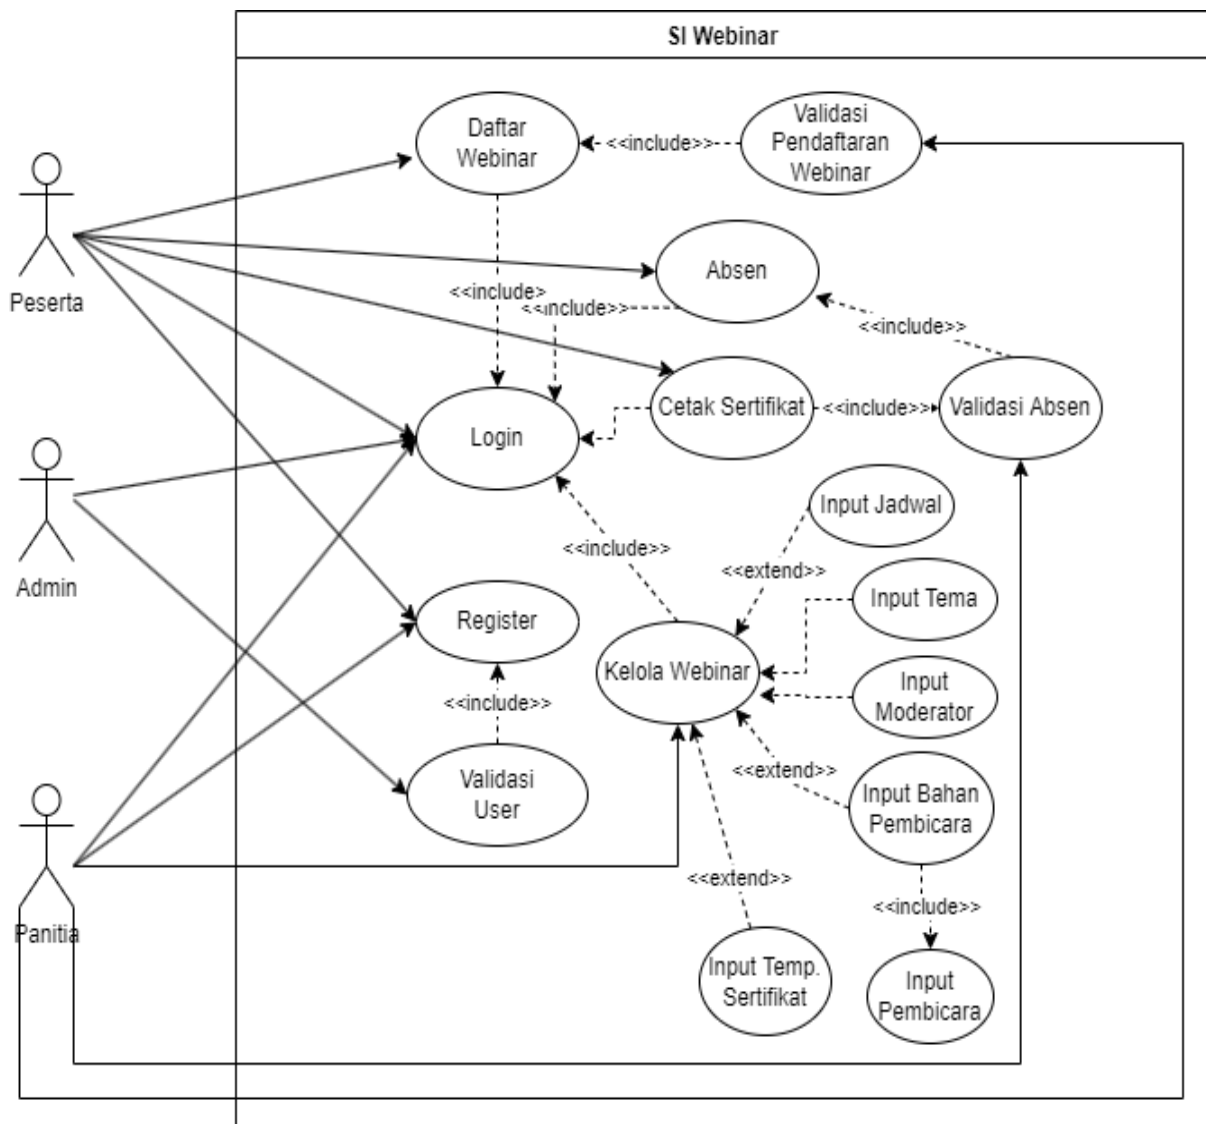 SI Webinar
Daftar
Webinar
<<include>>
Validasi
Pendaftaran
Webinar
Peserta
Absen
<<include>
<<include>>
<<include>>
Cetak Sertifikat
<<include>>
Validasi Absen
Login
Admin
Input Jadwal
<<include>>
<<extend>>
Input Tema
Register
Kelola Webinar
Input
Moderator
<<include>>
Validasi
User
<<extend>>
Input Bahan
Pembicara
Panitia
<<extend>>
<<include>>
Input Temp.
Sertifikat
Input
Pembicara